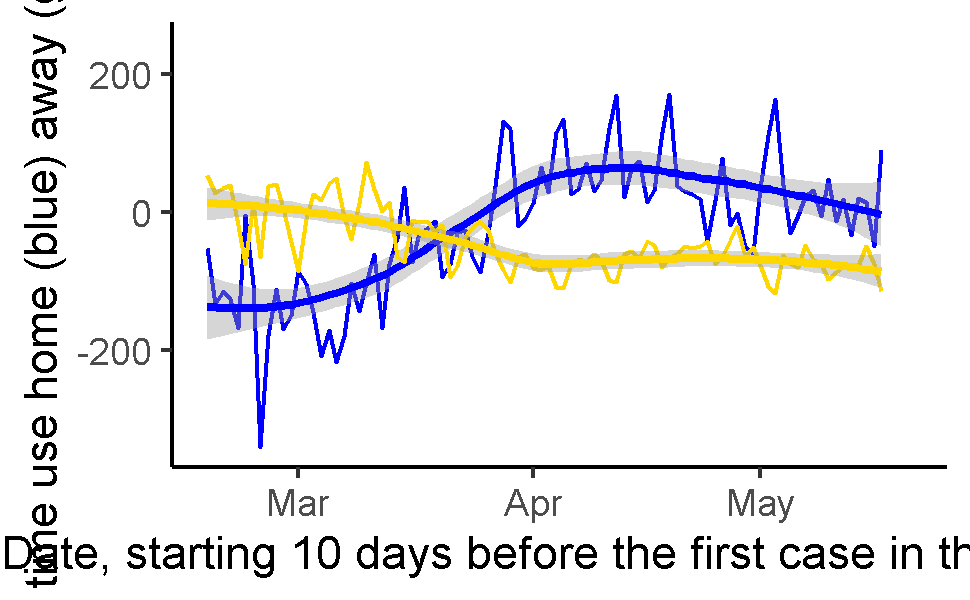 time use home (blue) away (
200
0
-200
Mar Apr May
Date, starting 10 days before the first case in th